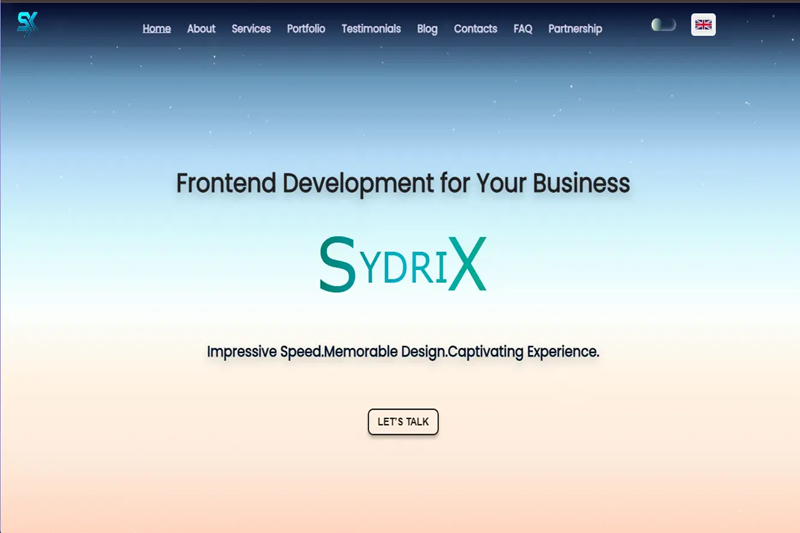 SX
Home About Services Portfolio Testimonials Blog Contacts FAQ Partnership
Frontend Development for Your Business
SYDRIX
Impressive Speed.Memorable Design.Captivating Experience.
LET'S TALK